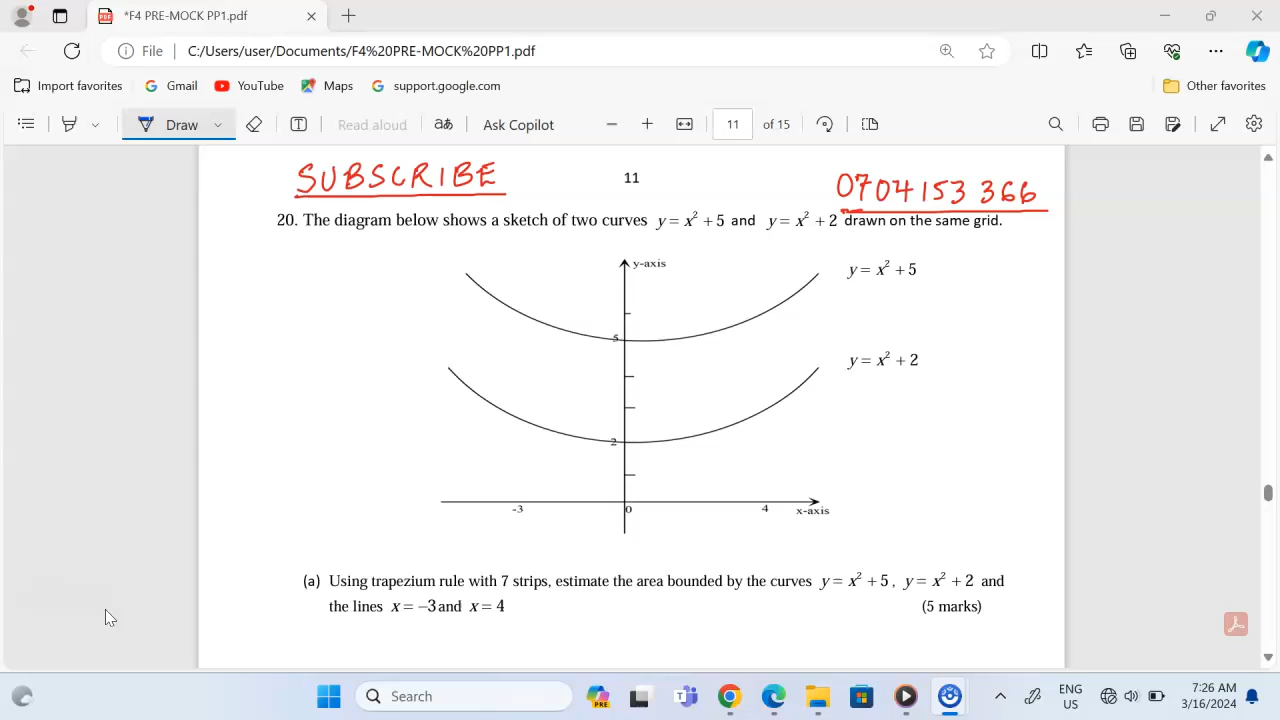 *F4 PRE-MOCK PP1.pdf
File C:/Users/user/Documents/F4%20PRE-MOCK%20PP1.pdf
Import favorites Gmail YouTube Maps support.google.com Other favorites
Draw Read aloud aあ Ask Copilot 11 of 15
SUBSCRIBE 11 0704153 366
20. The diagram below shows a sketch of two curves y = x² + 5 and y = x² + 2 drawn on the same grid.
y-axis
y = x² + 5
5
y = x² + 2
2
-3 0 4 x-axis
(a) Using trapezium rule with 7 strips, estimate the area bounded by the curves y = x² + 5 , y = x² + 2 and
the lines x = −3 and x = 4 (5 marks)
Search PRE ENG US 7:26 AM 3/16/2024